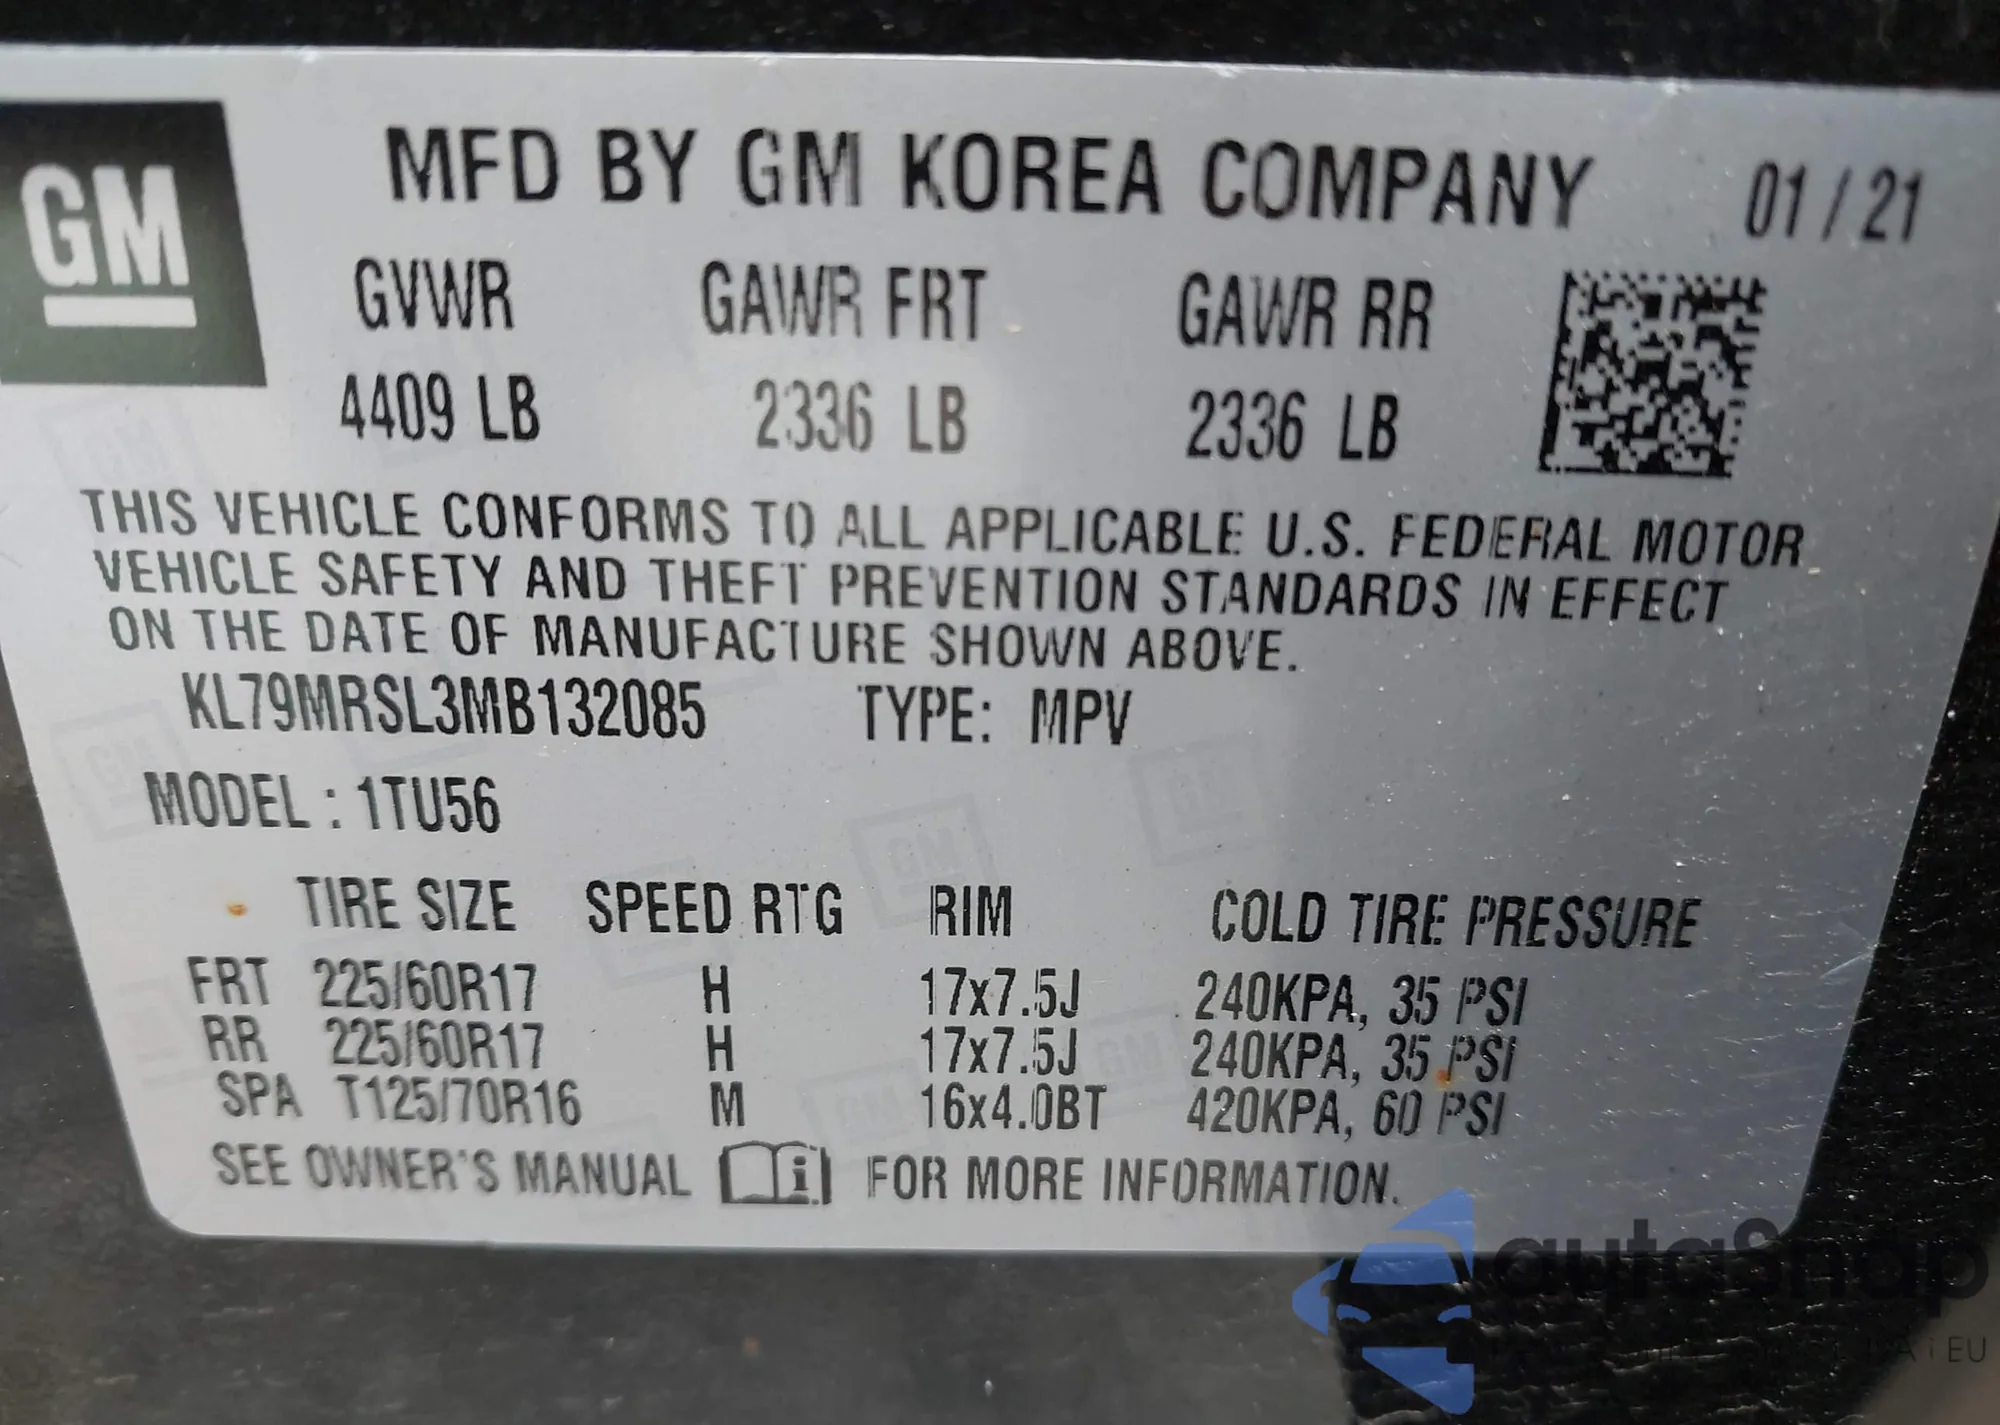 GM
MFD BY GM KOREA COMPANY 01/21
GVWR GAWR FRT GAWR RR
4409 LB 2336 LB 2336 LB
THIS VEHICLE CONFORMS TO ALL APPLICABLE U.S. FEDERAL MOTOR
VEHICLE SAFETY AND THEFT PREVENTION STANDARDS IN EFFECT
ON THE DATE OF MANUFACTURE SHOWN ABOVE.
KL79MRSL3MB132085 TYPE: MPV
MODEL : 1TU56
TIRE SIZE SPEED RTG RIM COLD TIRE PRESSURE
FRT 225/60R17 H 17x7.5J 240KPA, 35 PSI
RR 225/60R17 H 17x7.5J 240KPA, 35 PSI
SPA T125/70R16 M 16x4.0BT 420KPA, 60 PSI
SEE OWNER'S MANUAL i FOR MORE INFORMATION.
autoSnap
EU